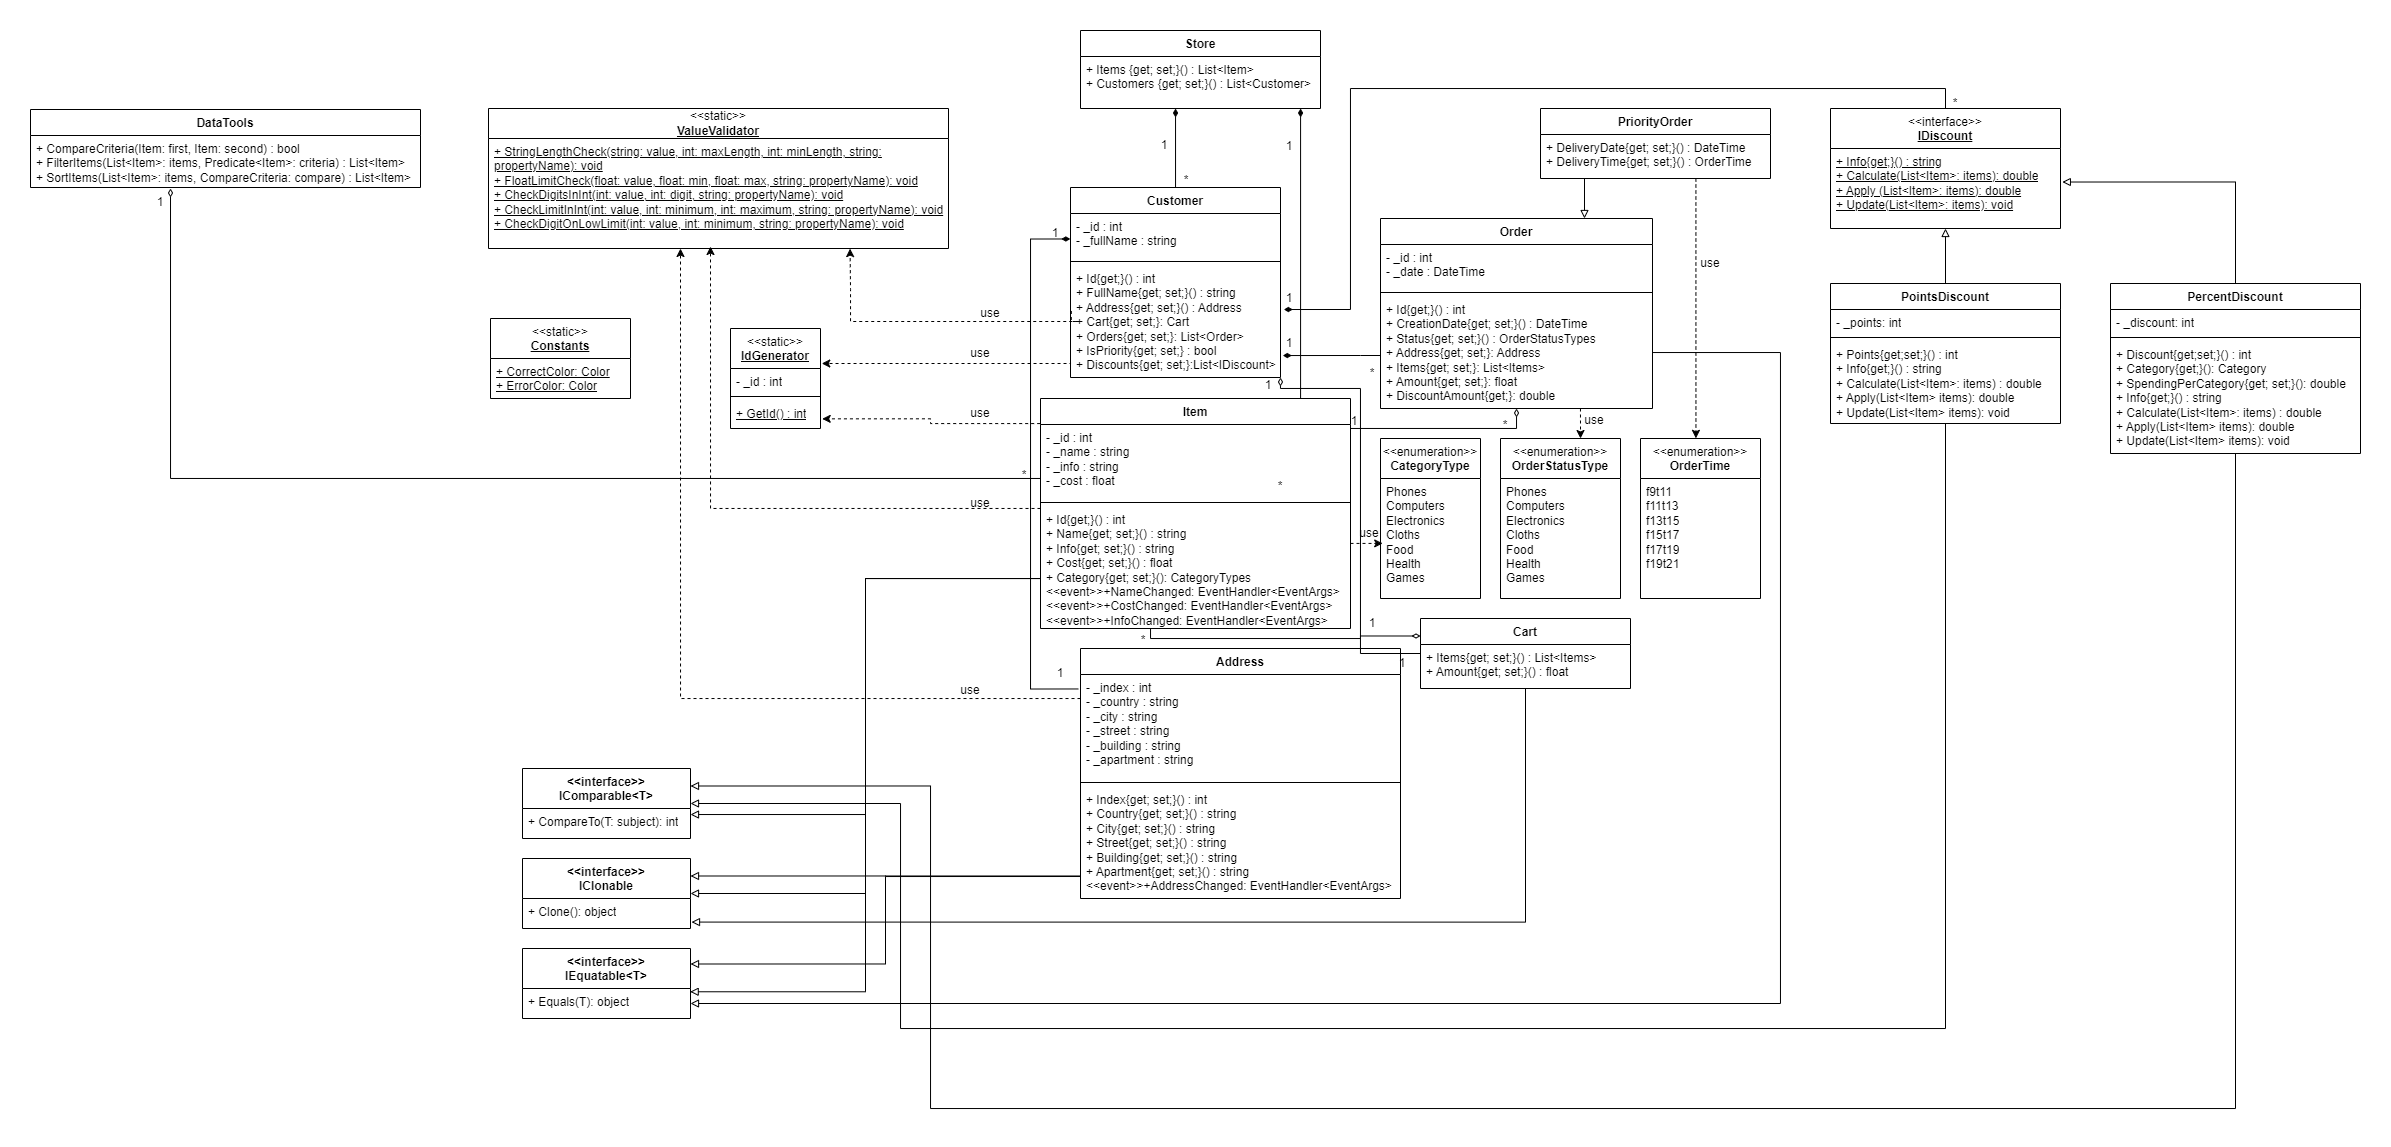 Store
+ Items {get; set;}() : List<Item>
+ Customers {get; set;}() : List<Customer>
DataTools
+ CompareCriteria(Item: first, Item: second) : bool
+ FilterItems(List<Item>: items, Predicate<Item>: criteria) : List<Item>
+ SortItems(List<Item>: items, CompareCriteria: compare) : List<Item>
1
<<static>>
ValueValidator
+ StringLengthCheck(string: value, int: maxLength, int: minLength, string:
propertyName): void
+ FloatLimitCheck(float: value, float: min, float: max, string: propertyName): void
+ CheckDigitsInInt(int: value, int: digit, string: propertyName): void
+ CheckLimitInInt(int: value, int: minimum, int: maximum, string: propertyName): void
+ CheckDigitOnLowLimit(int: value, int: minimum, string: propertyName): void
1
1
*
PriorityOrder
+ DeliveryDate{get; set;}() : DateTime
+ DeliveryTime{get; set;}() : OrderTime
*
<<interface>>
IDiscount
+ Info{get;}() : string
+ Calculate(List<Item>: items): double
+ Apply (List<Item>: items): double
+ Update(List<Item>: items): void
Customer
- _id : int
- _fullName : string
+ Id{get;}() : int
+ FullName{get; set;}() : string
+ Address{get; set;}() : Address
+ Cart{get; set;}: Cart
+ Orders{get; set;}: List<Order>
+ IsPriority{get; set;} : bool
+ Discounts{get; set;}:List<IDiscount>
1
1
1
1
*
Order
- _id : int
- _date : DateTime
+ Id{get;}() : int
+ CreationDate{get; set;}() : DateTime
+ Status{get; set;}() : OrderStatusTypes
+ Address{get; set;}: Address
+ Items{get; set;}: List<Items>
+ Amount{get; set;}: float
+ DiscountAmount{get;}: double
use
PointsDiscount
- _points: int
+ Points{get;set;}() : int
+ Info{get;}() : string
+ Calculate(List<Item>: items) : double
+ Apply(List<Item> items): double
+ Update(List<Item> items): void
PercentDiscount
- _discount: int
+ Discount{get;set;}() : int
+ Category{get;}(): Category
+ SpendingPerCategory{get; set;}(): double
+ Info{get;}() : string
+ Calculate(List<Item>: items) : double
+ Apply(List<Item> items): double
+ Update(List<Item> items): void
<<static>>
Constants
+ CorrectColor: Color
+ ErrorColor: Color
<<static>>
IdGenerator
- _id : int
+ GetId() : int
use
use
use
use
Item
- _id : int
- _name : string
- _info : string
- _cost : float
+ Id{get;}() : int
+ Name{get; set;}() : string
+ Info{get; set;}() : string
+ Cost{get; set;}() : float
+ Category{get; set;}(): CategoryTypes
<<event>>+NameChanged: EventHandler<EventArgs>
<<event>>+CostChanged: EventHandler<EventArgs>
<<event>>+InfoChanged: EventHandler<EventArgs>
*
*
1
*
use
use
<<enumeration>>
CategoryType
Phones
Computers
Electronics
Cloths
Food
Health
Games
<<enumeration>>
OrderStatusType
Phones
Computers
Electronics
Cloths
Food
Health
Games
<<enumeration>>
OrderTime
f9t11
f11t13
f13t15
f15t17
f17t19
f19t21
*
1
1
1
Cart
+ Items{get; set;}() : List<Items>
+ Amount{get; set;}() : float
use
Address
- _index : int
- _country : string
- _city : string
- _street : string
- _building : string
- _apartment : string
+ Index{get; set;}() : int
+ Country{get; set;}() : string
+ City{get; set;}() : string
+ Street{get; set;}() : string
+ Building{get; set;}() : string
+ Apartment{get; set;}() : string
<<event>>+AddressChanged: EventHandler<EventArgs>
<<interface>>
IComparable<T>
+ CompareTo(T: subject): int
<<interface>>
IClonable
+ Clone(): object
<<interface>>
IEquatable<T>
+ Equals(T): object